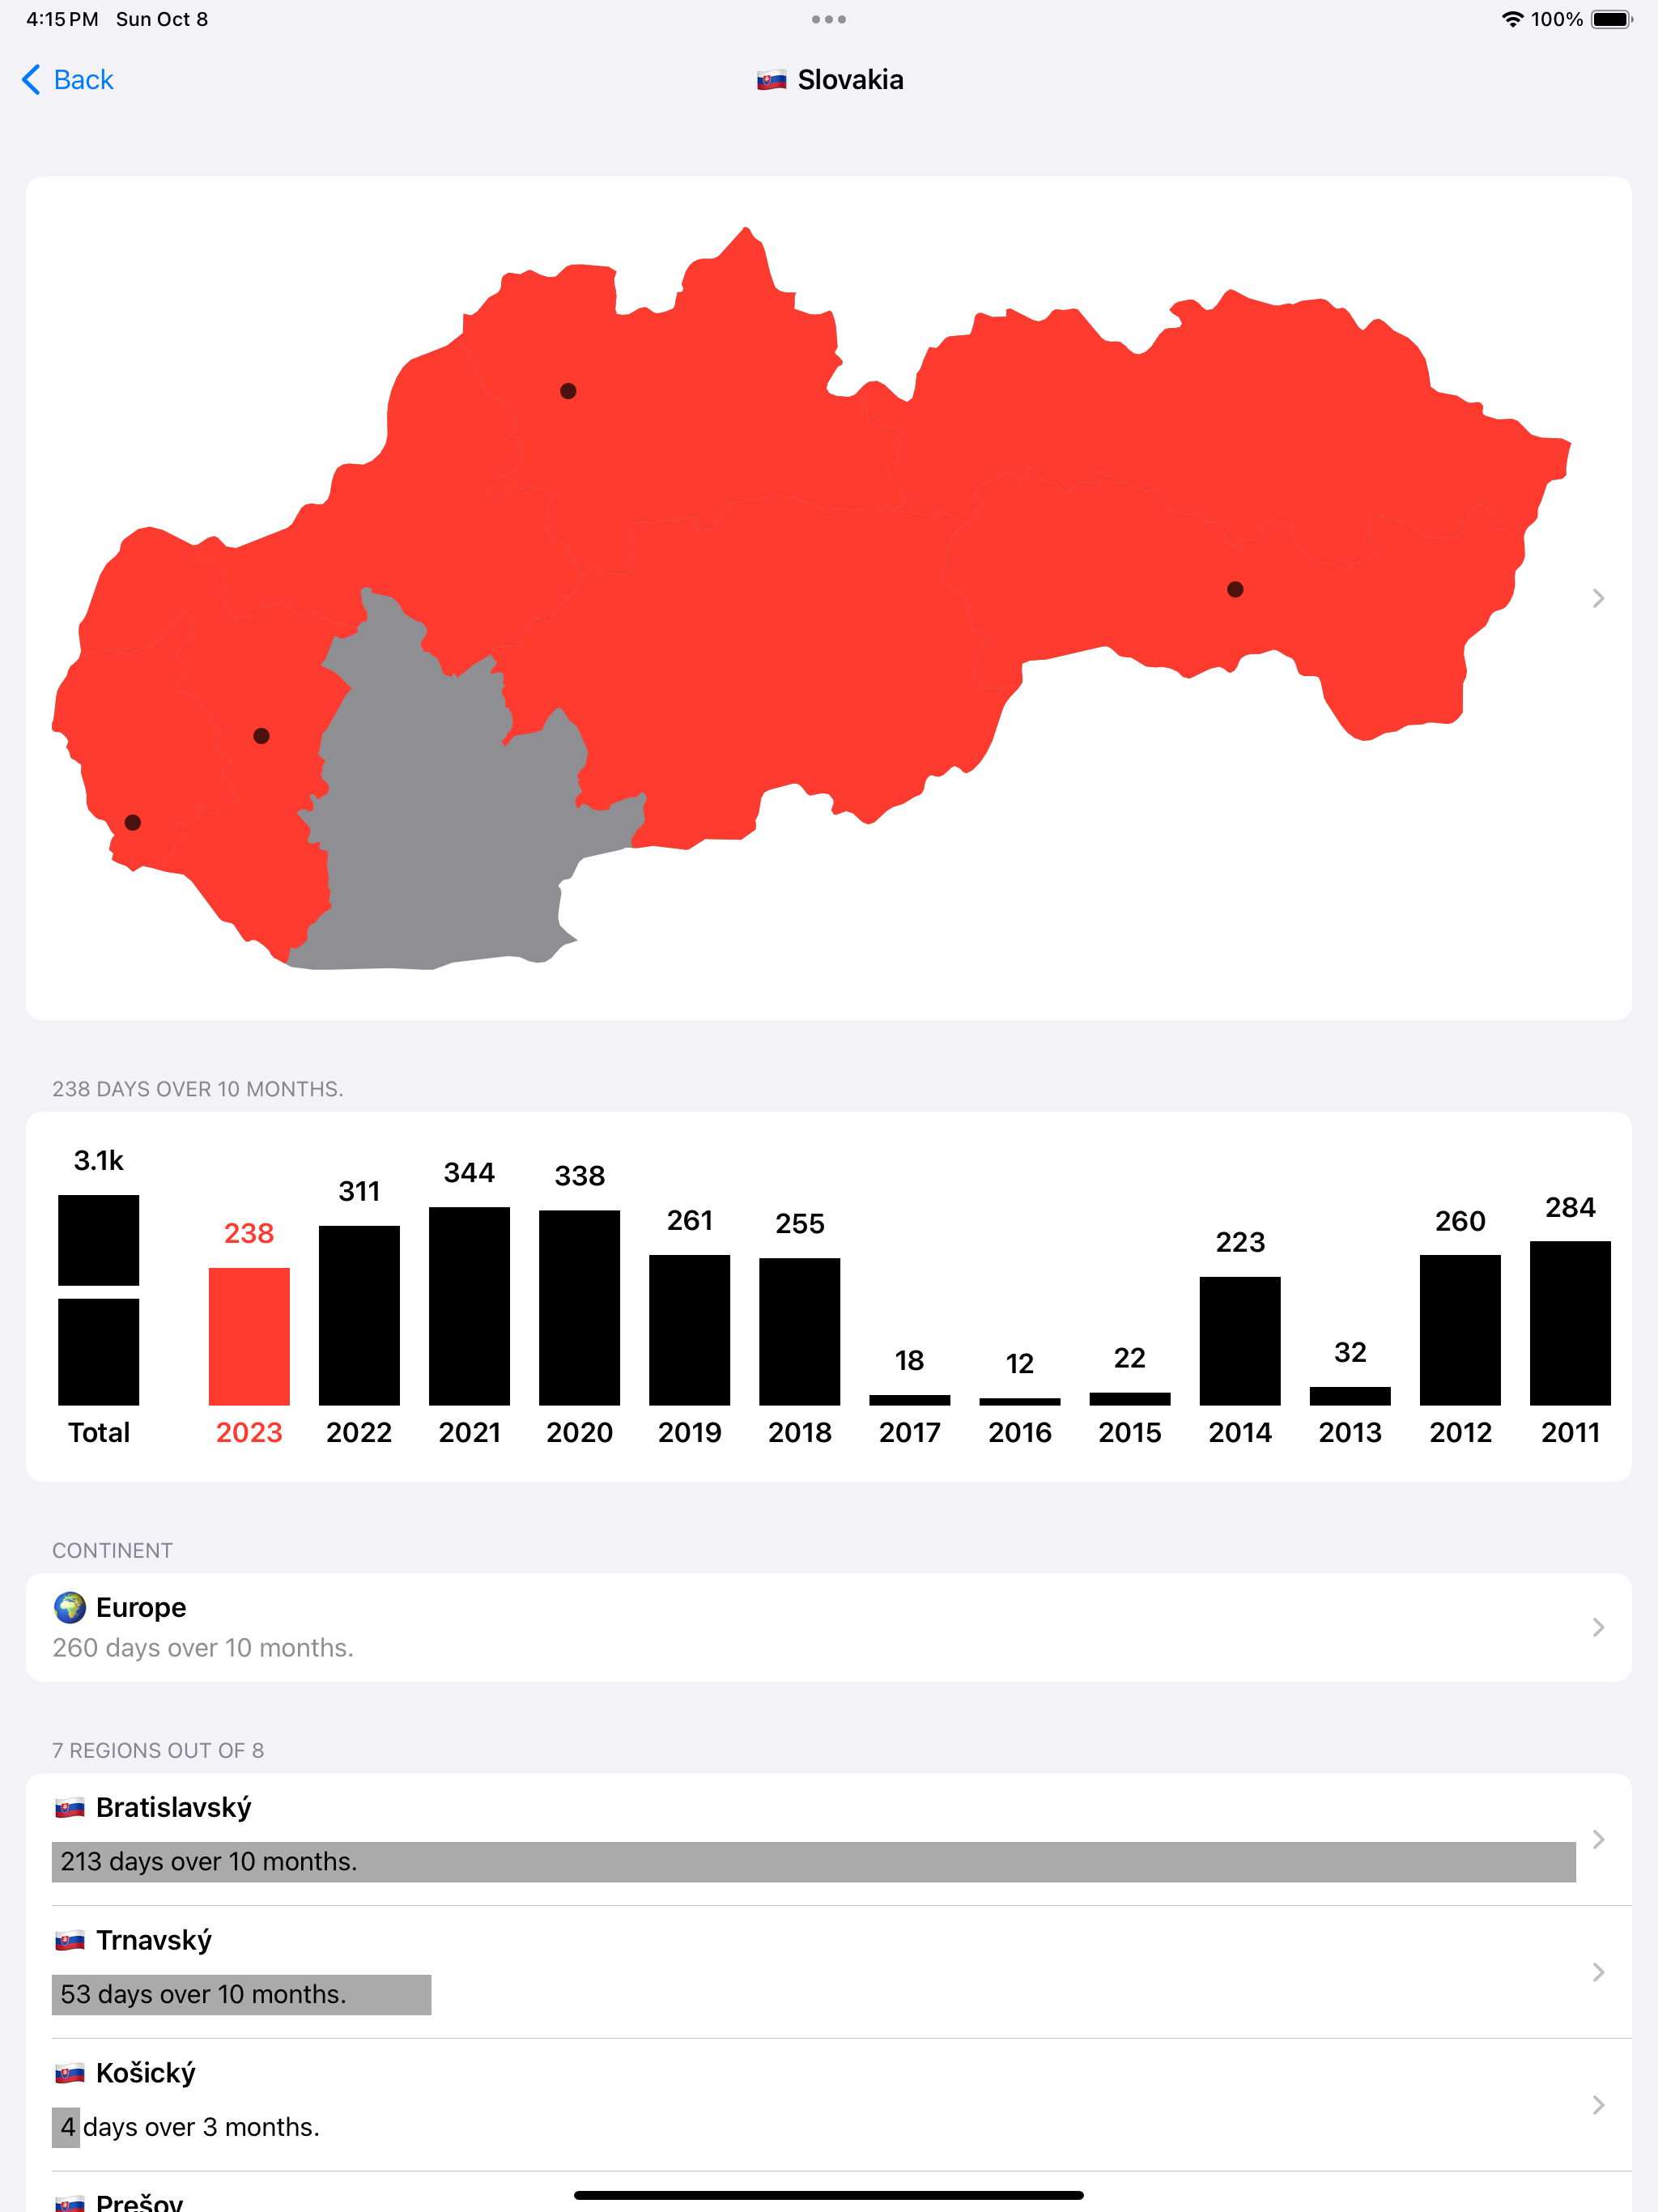 4:15 PM Sun Oct 8
100%
Back
Slovakia
238 DAYS OVER 10 MONTHS.
3.1k 238 311 344 338 261 255 18 12 22 223 32 260 284
Total 2023 2022 2021 2020 2019 2018 2017 2016 2015 2014 2013 2012 2011
CONTINENT
Europe
260 days over 10 months.
7 REGIONS OUT OF 8
Bratislavský
213 days over 10 months.
Trnavský
53 days over 10 months.
Košický
4 days over 3 months.
Prešov